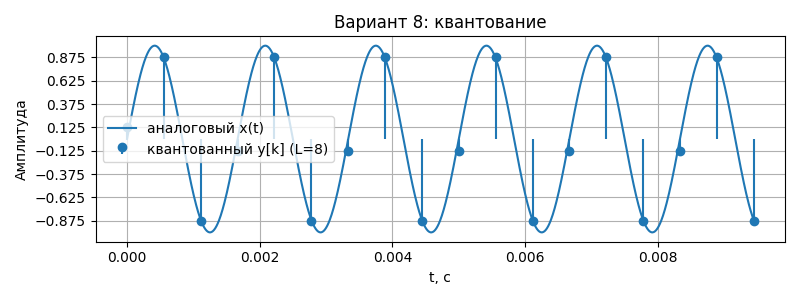 Вариант 8: квантование
Амплитуда
0.875
0.625
0.375
0.125
−0.125
−0.375
−0.625
−0.875
аналоговый x(t)
квантованный y[k] (L=8)
0.000 0.002 0.004 0.006 0.008
t, с